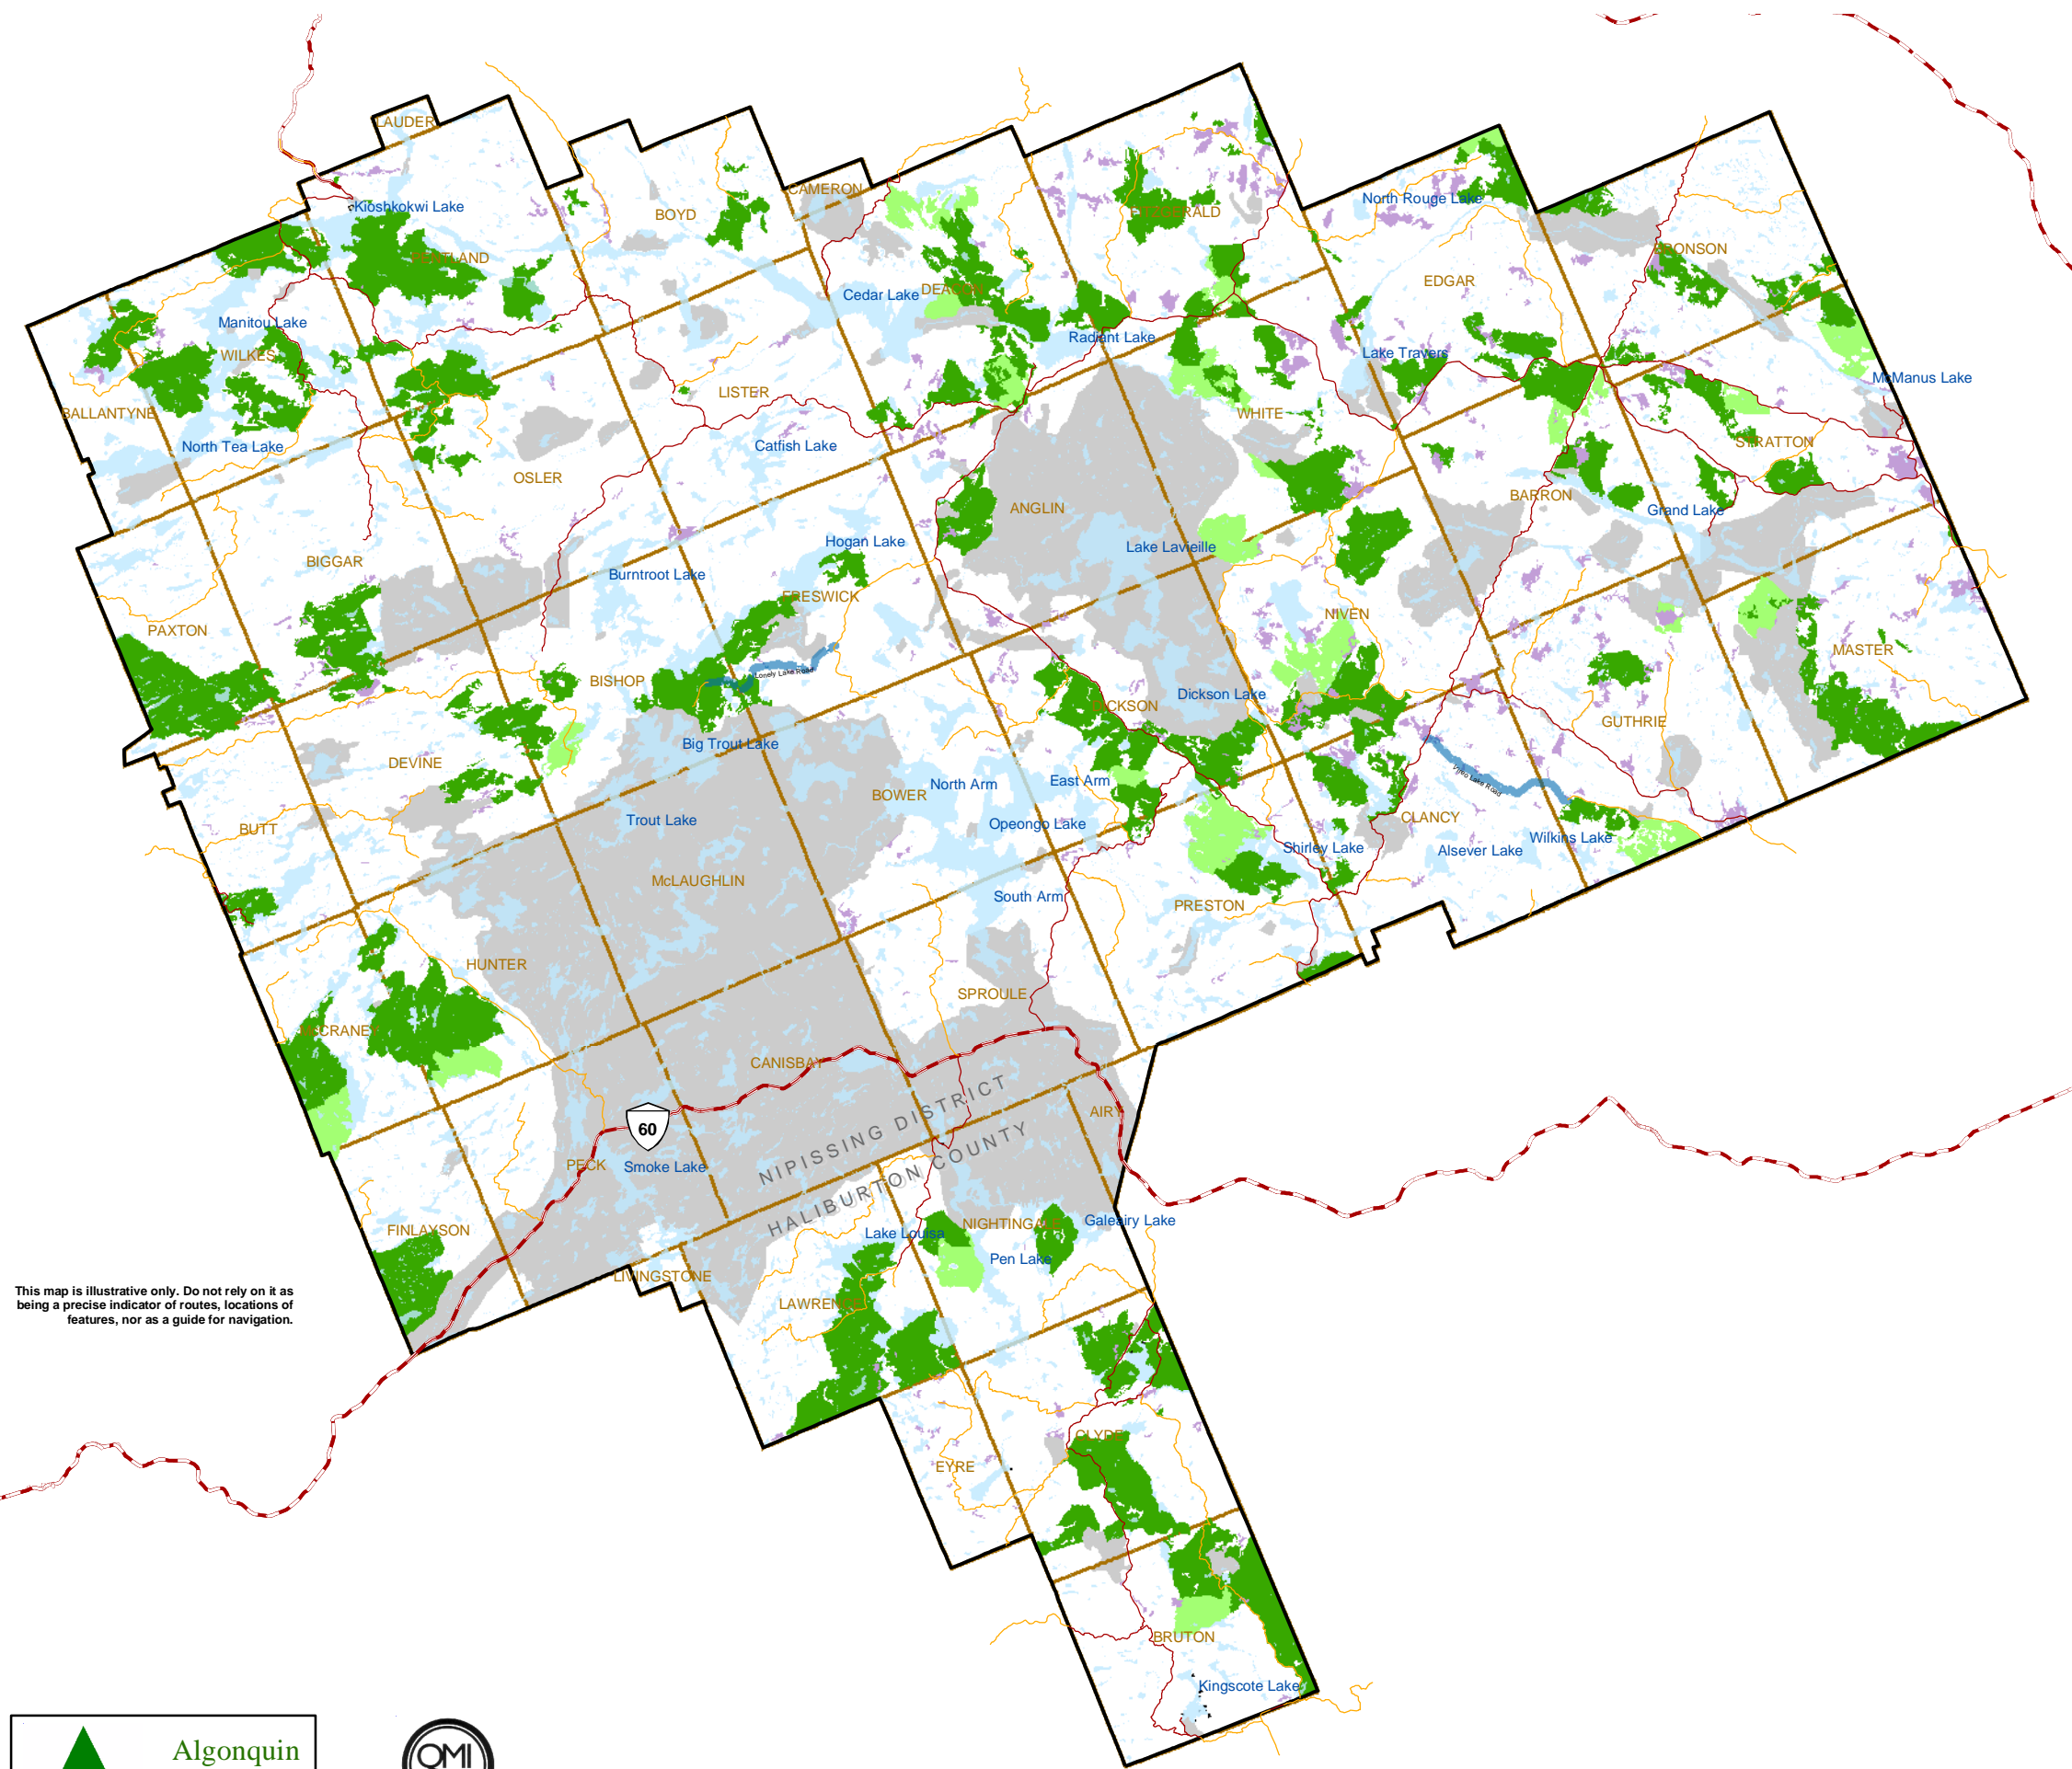 LAUDER
CAMERON
Kioshkokwi Lake
BOYD
FITZGERALD
North Rouge Lake
PENTLAND
BRONSON
EDGAR
Cedar Lake
DEACON
Manitou Lake
Radiant Lake
WILKES
Lake Travers
McManus Lake
LISTER
BALLANTYNE
WHITE
North Tea Lake
Catfish Lake
STRATTON
OSLER
BARRON
ANGLIN
Grand Lake
Hogan Lake
Lake Lavieille
BIGGAR
Burntroot Lake
FRESWICK
NIVEN
PAXTON
MASTER
BISHOP
Lonely Lake Road
Dickson Lake
DICKSON
GUTHRIE
Big Trout Lake
DEVINE
North Arm
East Arm
BOWER
Trout Lake
Opeongo Lake
BUTT
CLANCY
Wilkins Lake
Shirley Lake
Alsever Lake
McLAUGHLIN
South Arm
PRESTON
HUNTER
SPROULE
McCRANEY
CANISBAY
NIPISSING DISTRICT
AIRY
60
HALIBURTON COUNTY
PECK
Smoke Lake
FINLAYSON
Lake Louisa
NIGHTINGALE
Galeairy Lake
Pen Lake
LIVINGSTONE
LAWRENCE
This map is illustrative only. Do not rely on it as
being a precise indicator of routes, locations of
features, nor as a guide for navigation.
CLYDE
EYRE
BRUTON
Kingscote Lake
Algonquin
QMI